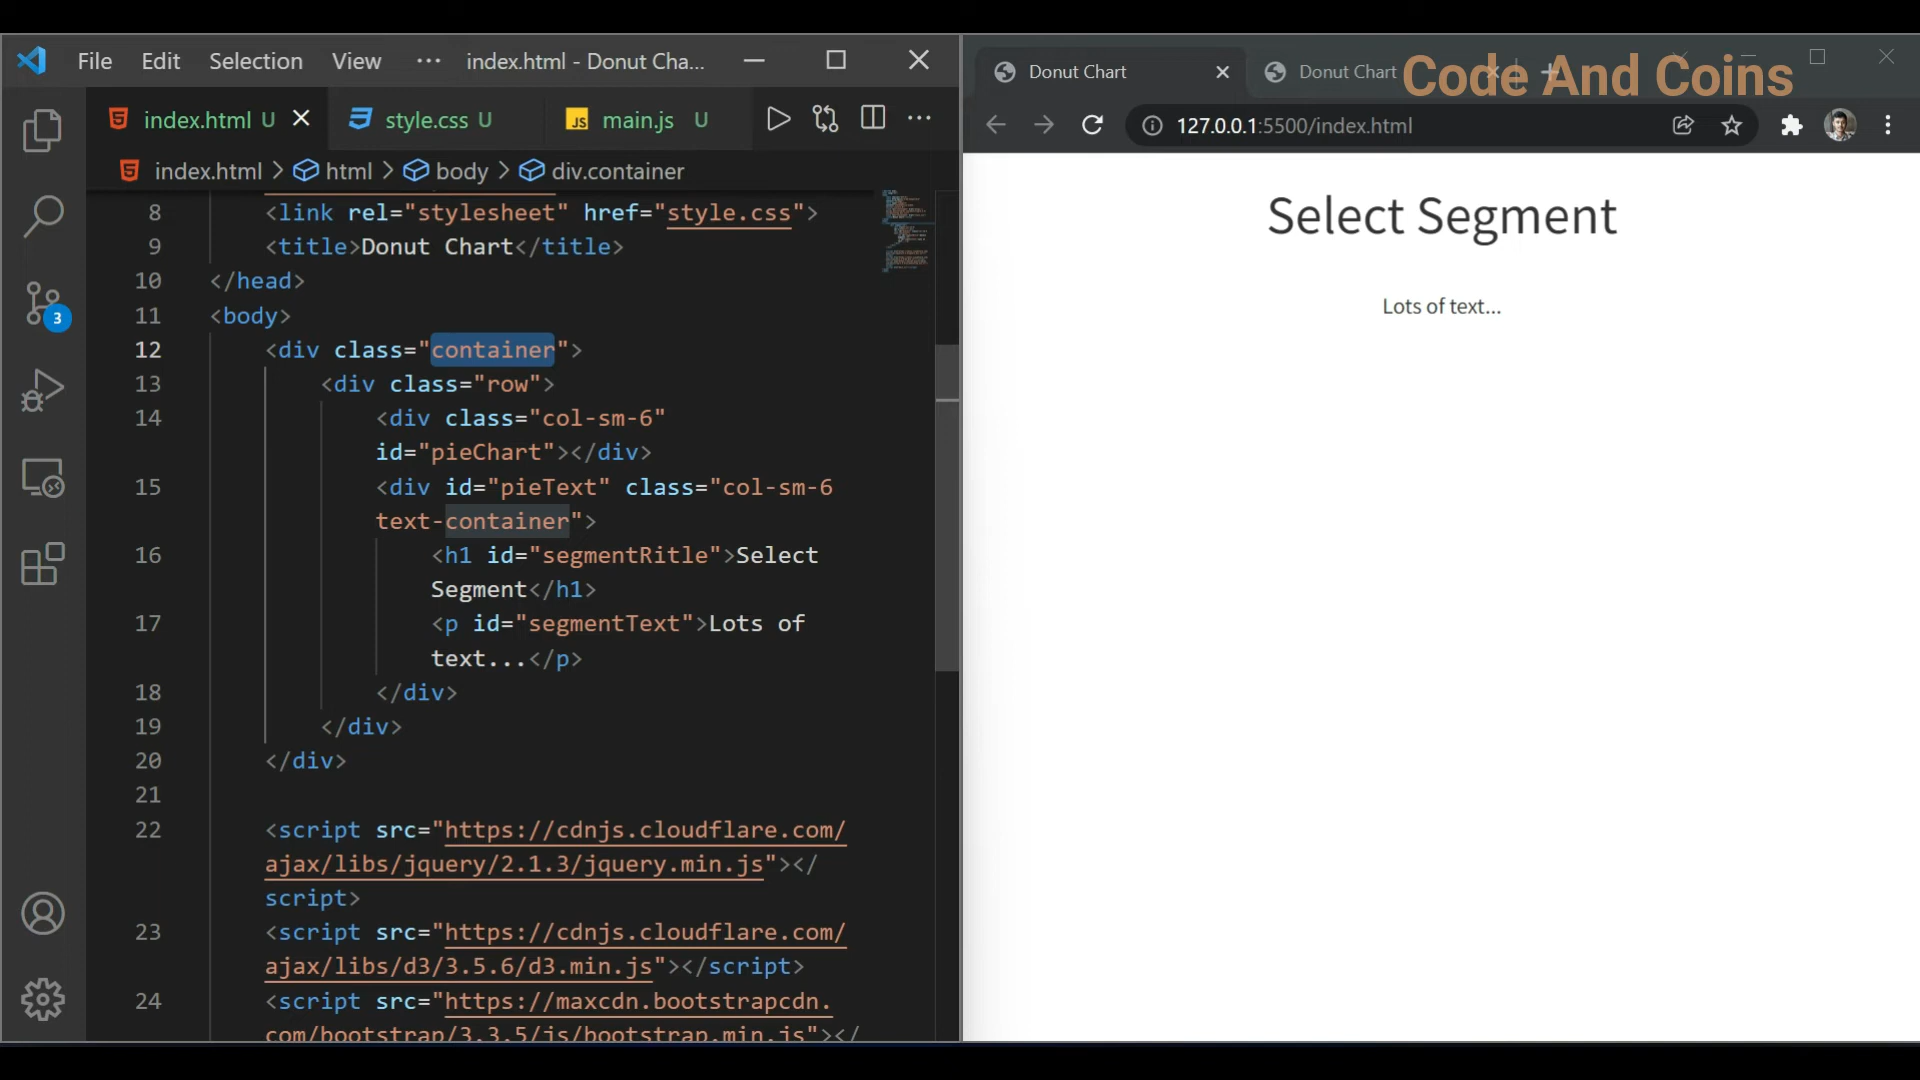 File Edit Selection View ··· index.html - Donut Cha...
index.html U style.css U JS main.js U ···
index.html > html > body > div.container
8 <link rel="stylesheet" href="style.css">
9 <title>Donut Chart</title>
10 </head>
11 <body>
12 <div class="container">
13 <div class="row">
14 <div class="col-sm-6"
id="pieChart"></div>
15 <div id="pieText" class="col-sm-6
text-container">
16 <h1 id="segmentRitle">Select
Segment</h1>
17 <p id="segmentText">Lots of
text...</p>
18 </div>
19 </div>
20 </div>
21
22 <script src="https://cdnjs.cloudflare.com/
ajax/libs/jquery/2.1.3/jquery.min.js"></
script>
23 <script src="https://cdnjs.cloudflare.com/
ajax/libs/d3/3.5.6/d3.min.js"></script>
24 <script src="https://maxcdn.bootstrapcdn.
com/bootstrap/3.3.5/js/bootstrap.min.js"></
3
Donut Chart Donut Chart
Code And Coins
127.0.0.1:5500/index.html
Select Segment
Lots of text...